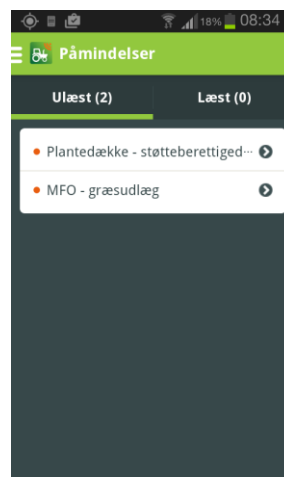 18% 08:34
Påmindelser
Ulæst (2) Læst (0)
Plantedække - støtteberettiged...
MFO - græsudlæg